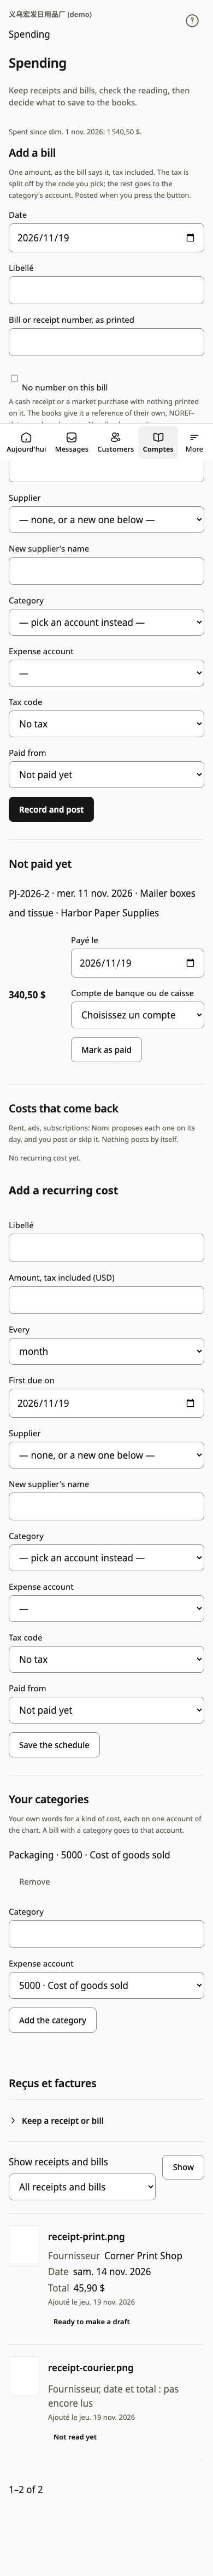 义乌宏发日用品厂 (demo)
Spending
Spending
Keep receipts and bills, check the reading, then
decide what to save to the books.
Spent since dim. 1 nov. 2026: 1 540,50 $.
Add a bill
One amount, as the bill says it, tax included. The tax is
split off by the code you pick; the rest goes to the
category's account. Posted when you press the button.
Date
2026/11/19
Libellé
Bill or receipt number, as printed
No number on this bill
A cash receipt or a market purchase with nothing printed
on it. The books give it a reference of their own, NOREF-
Aujourd'hui
Messages
Customers
Comptes
More
Supplier
— none, or a new one below —
New supplier's name
Category
— pick an account instead —
Expense account
—
Tax code
No tax
Paid from
Not paid yet
Record and post
Not paid yet
PJ-2026-2 · mer. 11 nov. 2026 · Mailer boxes
and tissue · Harbor Paper Supplies
Payé le
2026/11/19
340,50 $
Compte de banque ou de caisse
Choisissez un compte
Mark as paid
Costs that come back
Rent, ads, subscriptions: Nomi proposes each one on its
day, and you post or skip it. Nothing posts by itself.
No recurring cost yet.
Add a recurring cost
Libellé
Amount, tax included (USD)
Every
month
First due on
2026/11/19
Supplier
— none, or a new one below —
New supplier's name
Category
— pick an account instead —
Expense account
—
Tax code
No tax
Paid from
Not paid yet
Save the schedule
Your categories
Your own words for a kind of cost, each on one account of
the chart. A bill with a category goes to that account.
Packaging · 5000 · Cost of goods sold
Remove
Category
Expense account
5000 · Cost of goods sold
Add the category
Reçus et factures
Keep a receipt or bill
Show receipts and bills
All receipts and bills
Show
receipt-print.png
Fournisseur Corner Print Shop
Date sam. 14 nov. 2026
Total 45,90 $
Ajouté le jeu. 19 nov. 2026
Ready to make a draft
receipt-courier.png
Fournisseur, date et total : pas
encore lus
Ajouté le jeu. 19 nov. 2026
Not read yet
1–2 of 2